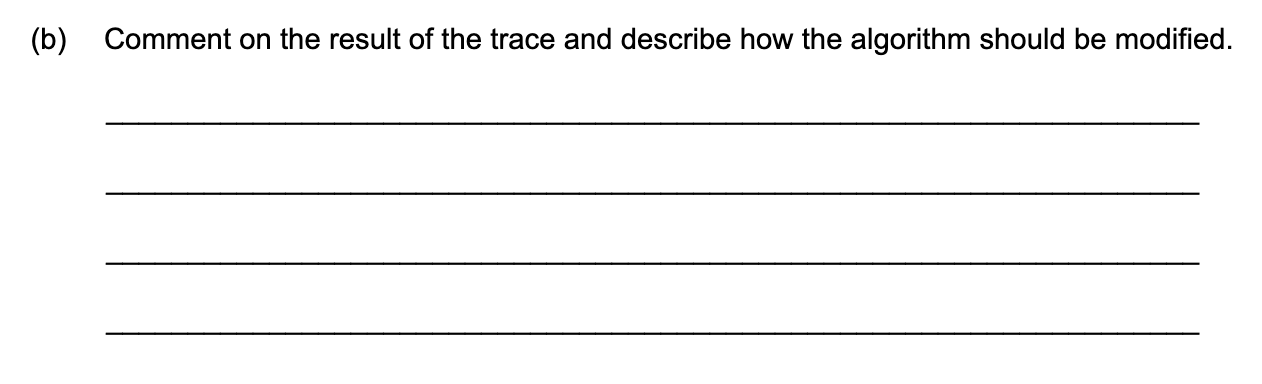 (b) Comment on the result of the trace and describe how the algorithm should be modified.